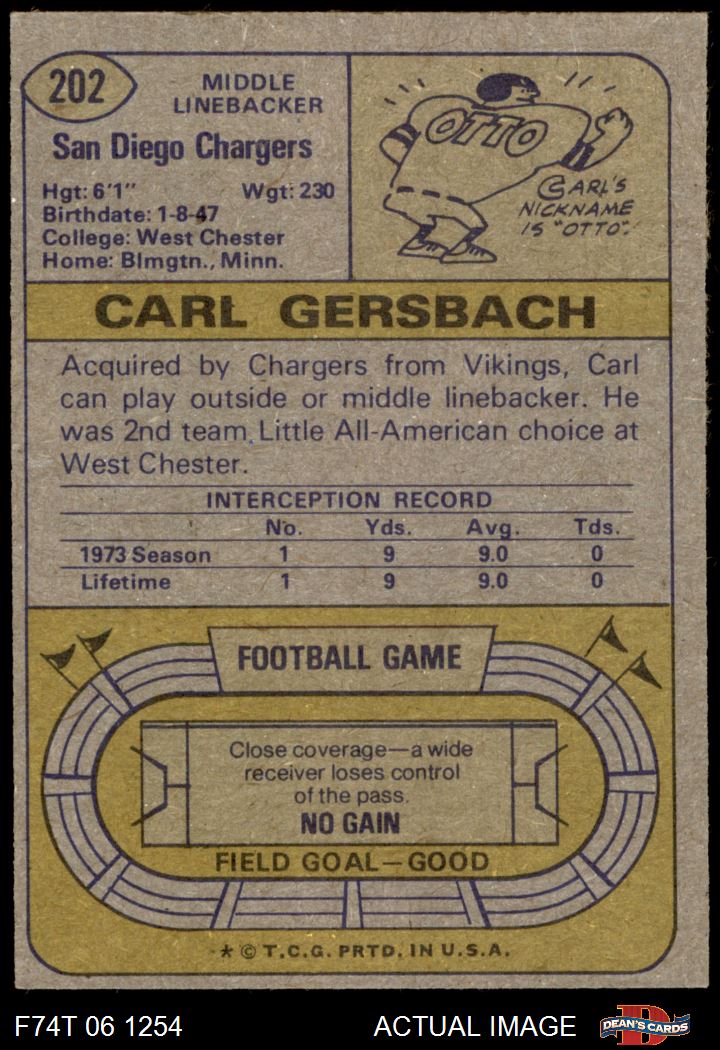 202
MIDDLE
LINEBACKER
San Diego Chargers
Hgt: 6'1" Wgt: 230
Birthdate: 1-8-47
College: West Chester
Home: Blmgtn., Minn.
OTTO
CARL'S
NICKNAME
IS "OTTO".
CARL GERSBACH
Acquired by Chargers from Vikings, Carl
can play outside or middle linebacker. He
was 2nd team Little All-American choice at
West Chester.
INTERCEPTION RECORD
No. Yds. Avg. Tds.
1973 Season 1 9 9.0 0
Lifetime 1 9 9.0 0
FOOTBALL GAME
Close coverage—a wide
receiver loses control
of the pass.
NO GAIN
FIELD GOAL—GOOD
* © T.C.G. PRTD. IN U.S.A.
F74T 06 1254 ACTUAL IMAGE
D
DEAN'S CARDS